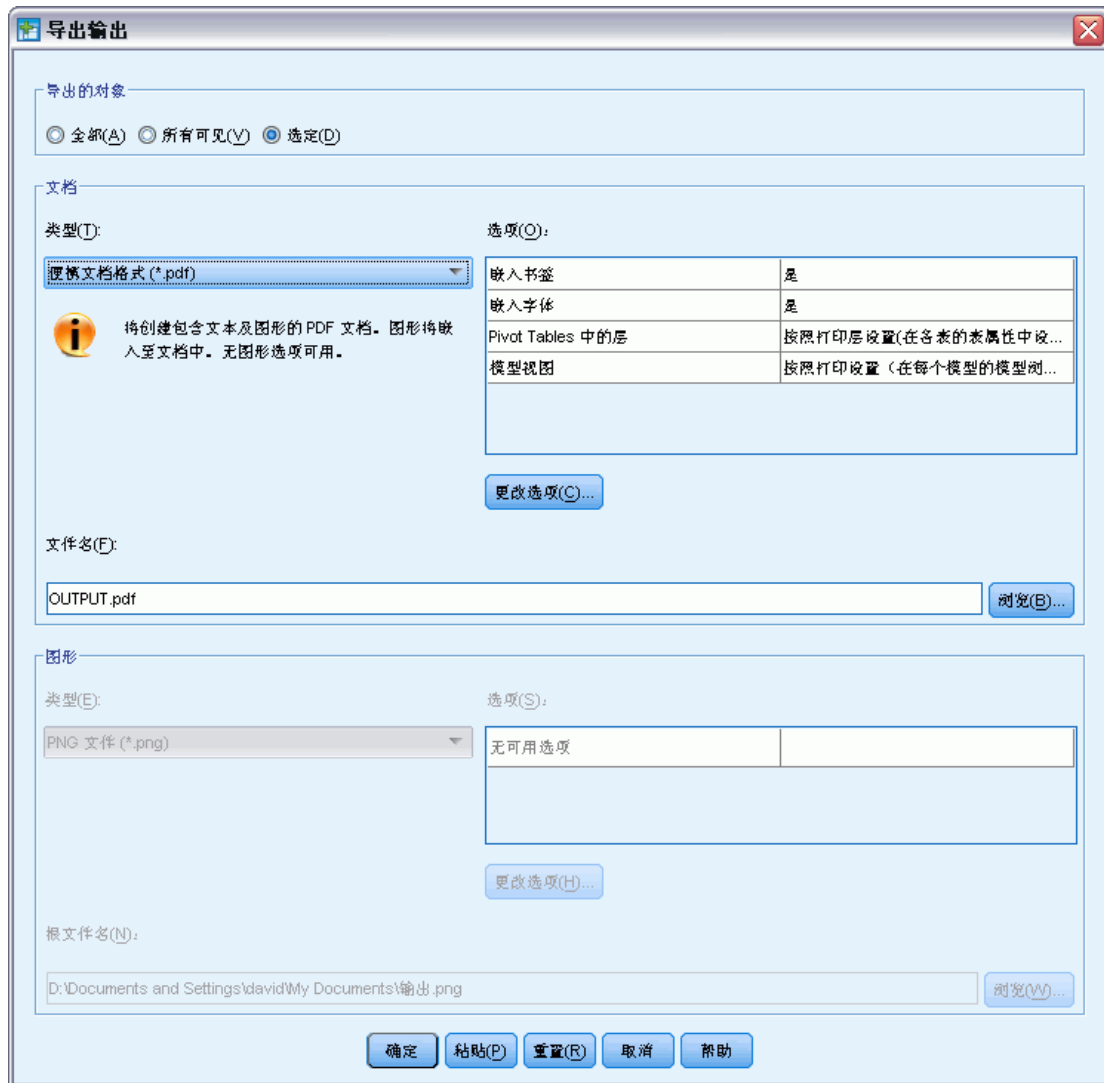 导出输出
导出的对象
全部(A) 所有可见(V) 选定(D)
文档
类型(T): 选项(O):
便携文档格式 (*.pdf)
嵌入书签 是
嵌入字体 是
将创建包含文本及图形的 PDF 文档。图形将嵌
入至文档中。无图形选项可用。
Pivot Tables 中的层 按照打印层设置(在各表的表属性中设...
模型视图 按照打印设置（在每个模型的模型浏...
更改选项(C)...
文件名(F):
OUTPUT.pdf 浏览(B)...
图形
类型(E): 选项(S):
PNG 文件 (*.png) 无可用选项
更改选项(H)...
根文件名(N):
D:\Documents and Settings\david\My Documents\输出.png 浏览(W)...
确定 粘贴(P) 重置(R) 取消 帮助